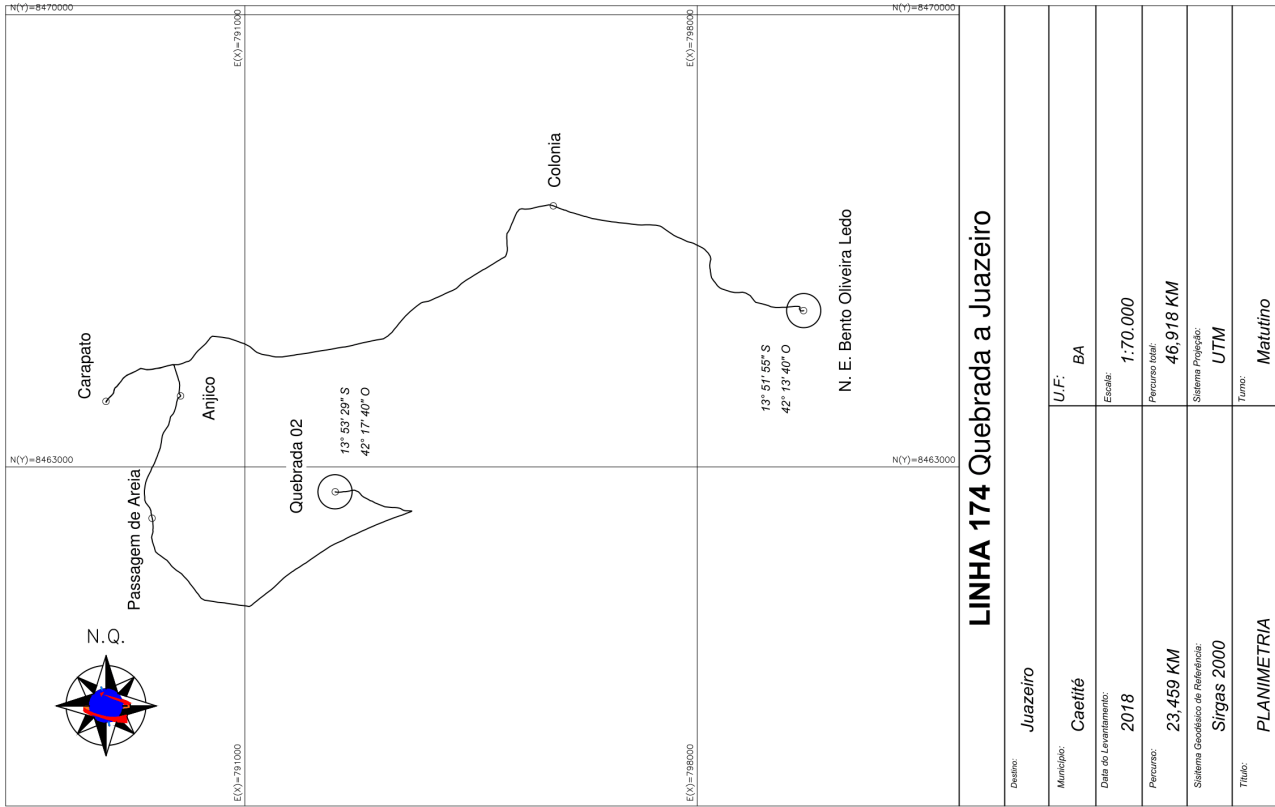 N(Y)=8470000
N(Y)=8470000
E(X)=791000
E(X)=798000
Carapato
Colonia
Anjico
N. E. Bento Oliveira Ledo
13° 51' 55" S
42° 13' 40" O
Quebrada 02
13° 53' 29" S
42° 17' 40" O
N(Y)=8463000
N(Y)=8463000
Passagem de Areia
N.Q.
E(X)=791000
E(X)=798000
LINHA 174 Quebrada a Juazeiro
Destino:
Juazeiro
Município:
Caetité
U.F:
BA
Data do Levantamento:
2018
Escala:
1:70.000
Percurso:
23,459 KM
Percurso total:
46,918 KM
Sisitema Geodésico de Referência:
Sirgas 2000
Sistema Projeção:
UTM
Título:
PLANIMETRIA
Turno:
Matutino